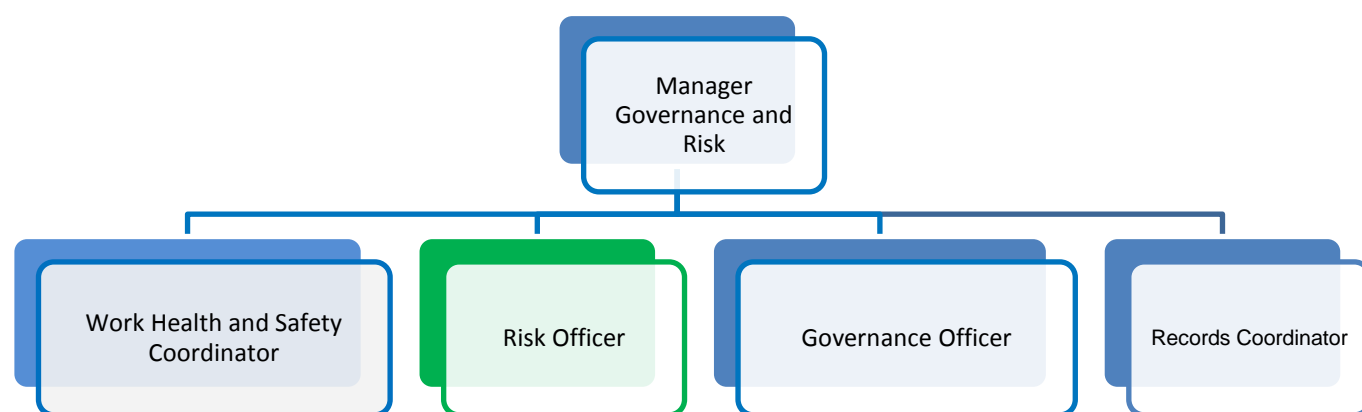 Manager
Governance and
Risk
Work Health and Safety
Coordinator
Risk Officer
Governance Officer
Records Coordinator